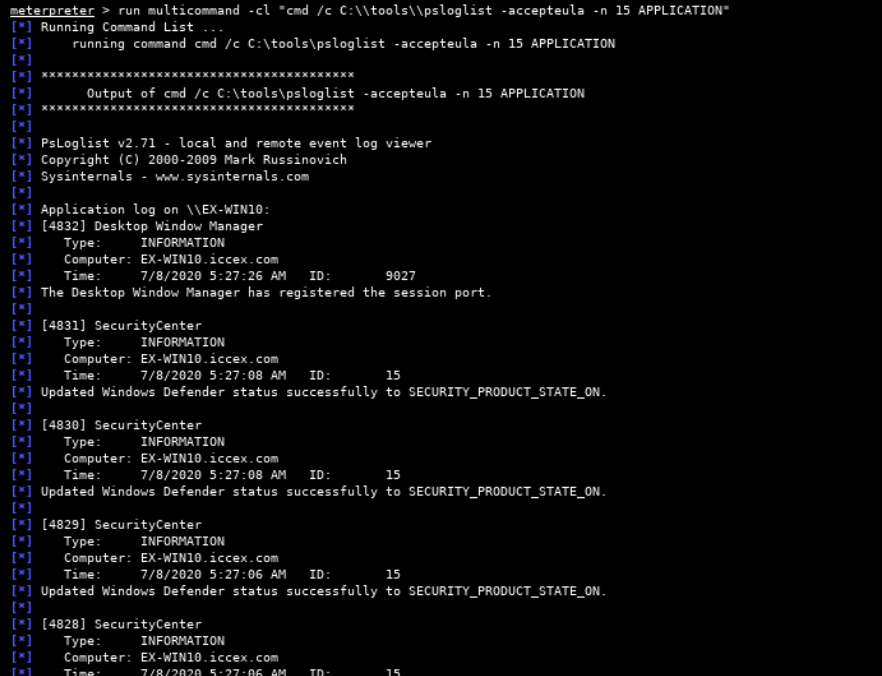 meterpreter > run multicommand -cl "cmd /c C:\\tools\\psloglist -accepteula -n 15 APPLICATION"
[*] Running Command List ...
[*]     running command cmd /c C:\tools\psloglist -accepteula -n 15 APPLICATION
[*]
[*] *****************************************
[*]       Output of cmd /c C:\tools\psloglist -accepteula -n 15 APPLICATION
[*] *****************************************
[*]
[*] PsLoglist v2.71 - local and remote event log viewer
[*] Copyright (C) 2000-2009 Mark Russinovich
[*] Sysinternals - www.sysinternals.com
[*]
[*] Application log on \\EX-WIN10:
[*] [4832] Desktop Window Manager
[*]    Type:     INFORMATION
[*]    Computer: EX-WIN10.iccex.com
[*]    Time:     7/8/2020 5:27:26 AM   ID:       9027
[*] The Desktop Window Manager has registered the session port.
[*]
[*] [4831] SecurityCenter
[*]    Type:     INFORMATION
[*]    Computer: EX-WIN10.iccex.com
[*]    Time:     7/8/2020 5:27:08 AM   ID:       15
[*] Updated Windows Defender status successfully to SECURITY_PRODUCT_STATE_ON.
[*]
[*] [4830] SecurityCenter
[*]    Type:     INFORMATION
[*]    Computer: EX-WIN10.iccex.com
[*]    Time:     7/8/2020 5:27:08 AM   ID:       15
[*] Updated Windows Defender status successfully to SECURITY_PRODUCT_STATE_ON.
[*]
[*] [4829] SecurityCenter
[*]    Type:     INFORMATION
[*]    Computer: EX-WIN10.iccex.com
[*]    Time:     7/8/2020 5:27:06 AM   ID:       15
[*] Updated Windows Defender status successfully to SECURITY_PRODUCT_STATE_ON.
[*]
[*] [4828] SecurityCenter
[*]    Type:     INFORMATION
[*]    Computer: EX-WIN10.iccex.com
[*]    Time:     7/8/2020 5:27:06 AM   ID:       15